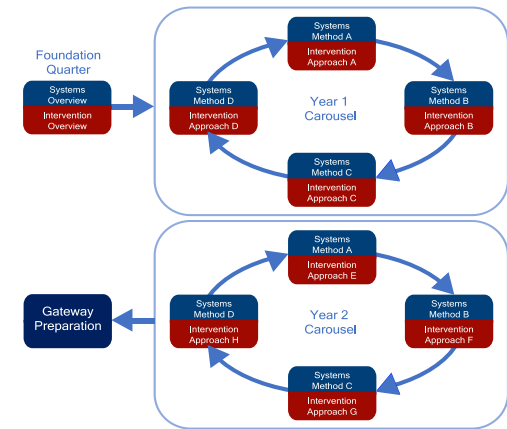 Foundation
Quarter
Systems
Overview
Intervention
Overview
Systems
Method A
Intervention
Approach A
Systems
Method B
Intervention
Approach B
Systems
Method C
Intervention
Approach C
Systems
Method D
Intervention
Approach D
Year 1
Carousel
Systems
Method A
Intervention
Approach E
Systems
Method B
Intervention
Approach F
Systems
Method C
Intervention
Approach G
Systems
Method D
Intervention
Approach H
Year 2
Carousel
Gateway
Preparation